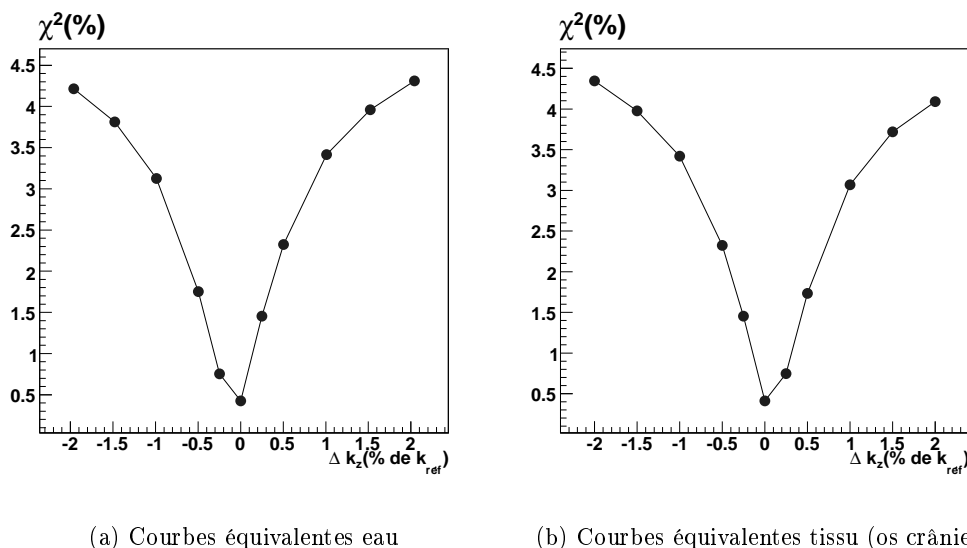 χ²(%)
4.5
4
3.5
3
2.5
2
1.5
1
0.5
-2 -1.5 -1 -0.5 0 0.5 1 1.5 2
Δ k_z(% de k_réf)
(a) Courbes équivalentes eau
χ²(%)
4.5
4
3.5
3
2.5
2
1.5
1
0.5
-2 -1.5 -1 -0.5 0 0.5 1 1.5 2
Δ k_z(% de k_réf)
(b) Courbes équivalentes tissu (os crânie